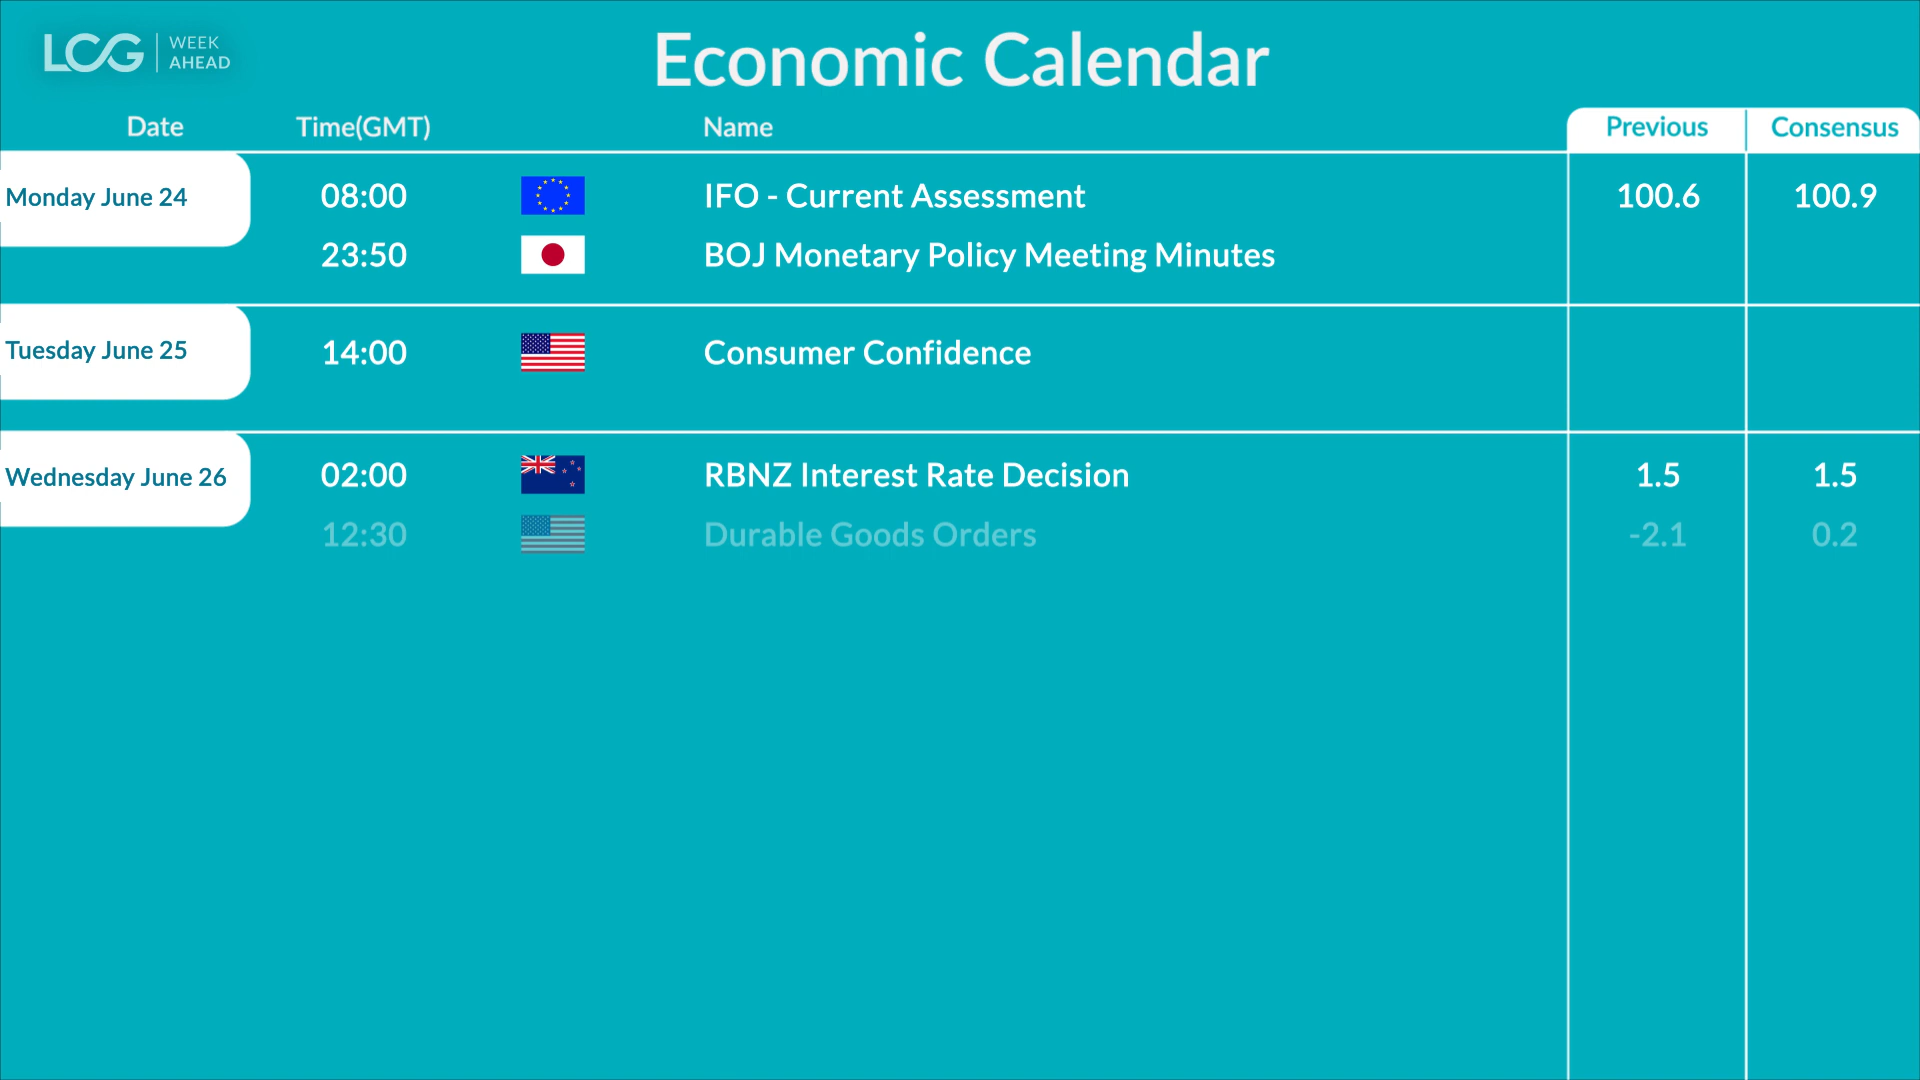 LCG WEEK AHEAD
Economic Calendar
Date Time(GMT) Name Previous Consensus
Monday June 24 08:00 IFO - Current Assessment 100.6 100.9
23:50 BOJ Monetary Policy Meeting Minutes
Tuesday June 25 14:00 Consumer Confidence
Wednesday June 26 02:00 RBNZ Interest Rate Decision 1.5 1.5
12:30 Durable Goods Orders -2.1 0.2